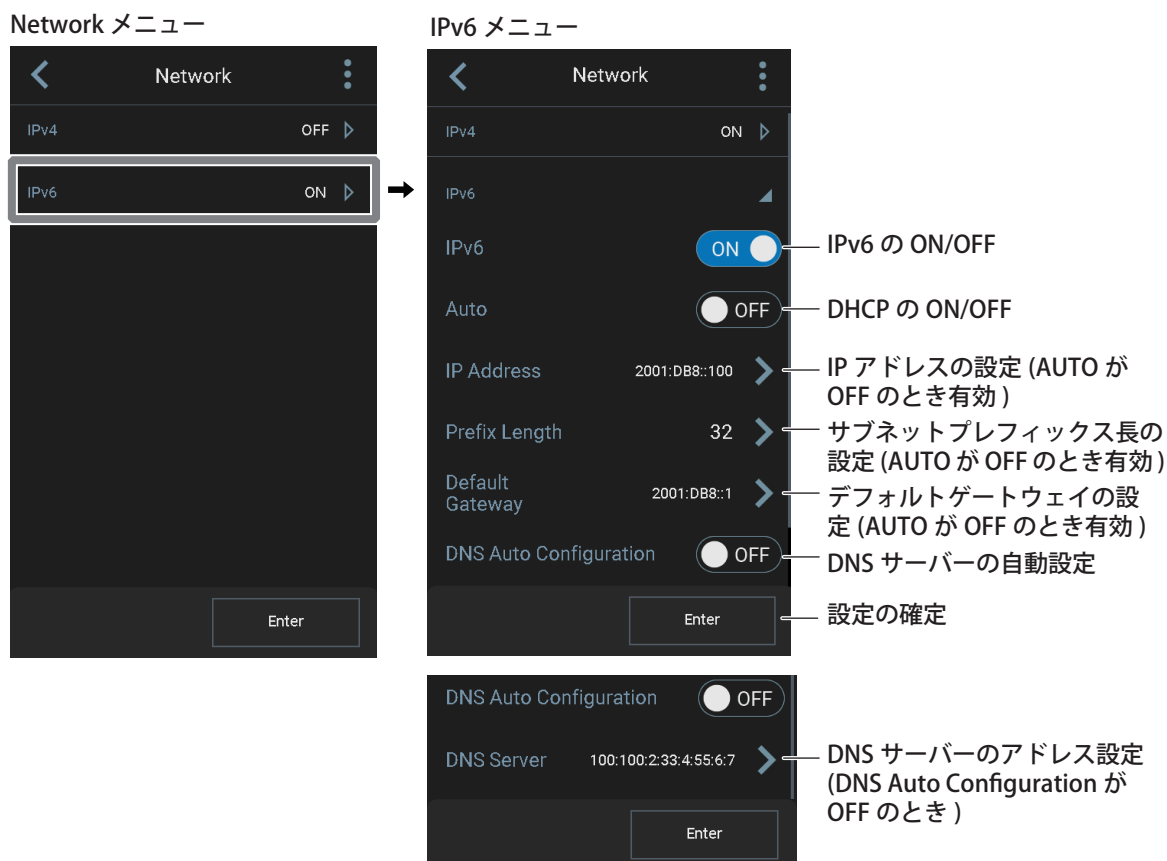 Network メニュー
Network
IPv4 OFF
IPv6 ON
IPv6 メニュー
Network
IPv4 ON
IPv6
IPv6 ON
IPv6 の ON/OFF
Auto OFF
DHCP の ON/OFF
IP Address 2001:DB8::100
IP アドレスの設定 (AUTO が
OFF のとき有効 )
Prefix Length 32
サブネットプレフィックス長の
設定 (AUTO が OFF のとき有効 )
Default
Gateway 2001:DB8::1
デフォルトゲートウェイの設
定 (AUTO が OFF のとき有効 )
DNS Auto Configuration OFF
DNS サーバーの自動設定
Enter
Enter
設定の確定
DNS Auto Configuration OFF
DNS Server 100:100:2:33:4:55:6:7
DNS サーバーのアドレス設定
(DNS Auto Configuration が
OFF のとき )
Enter